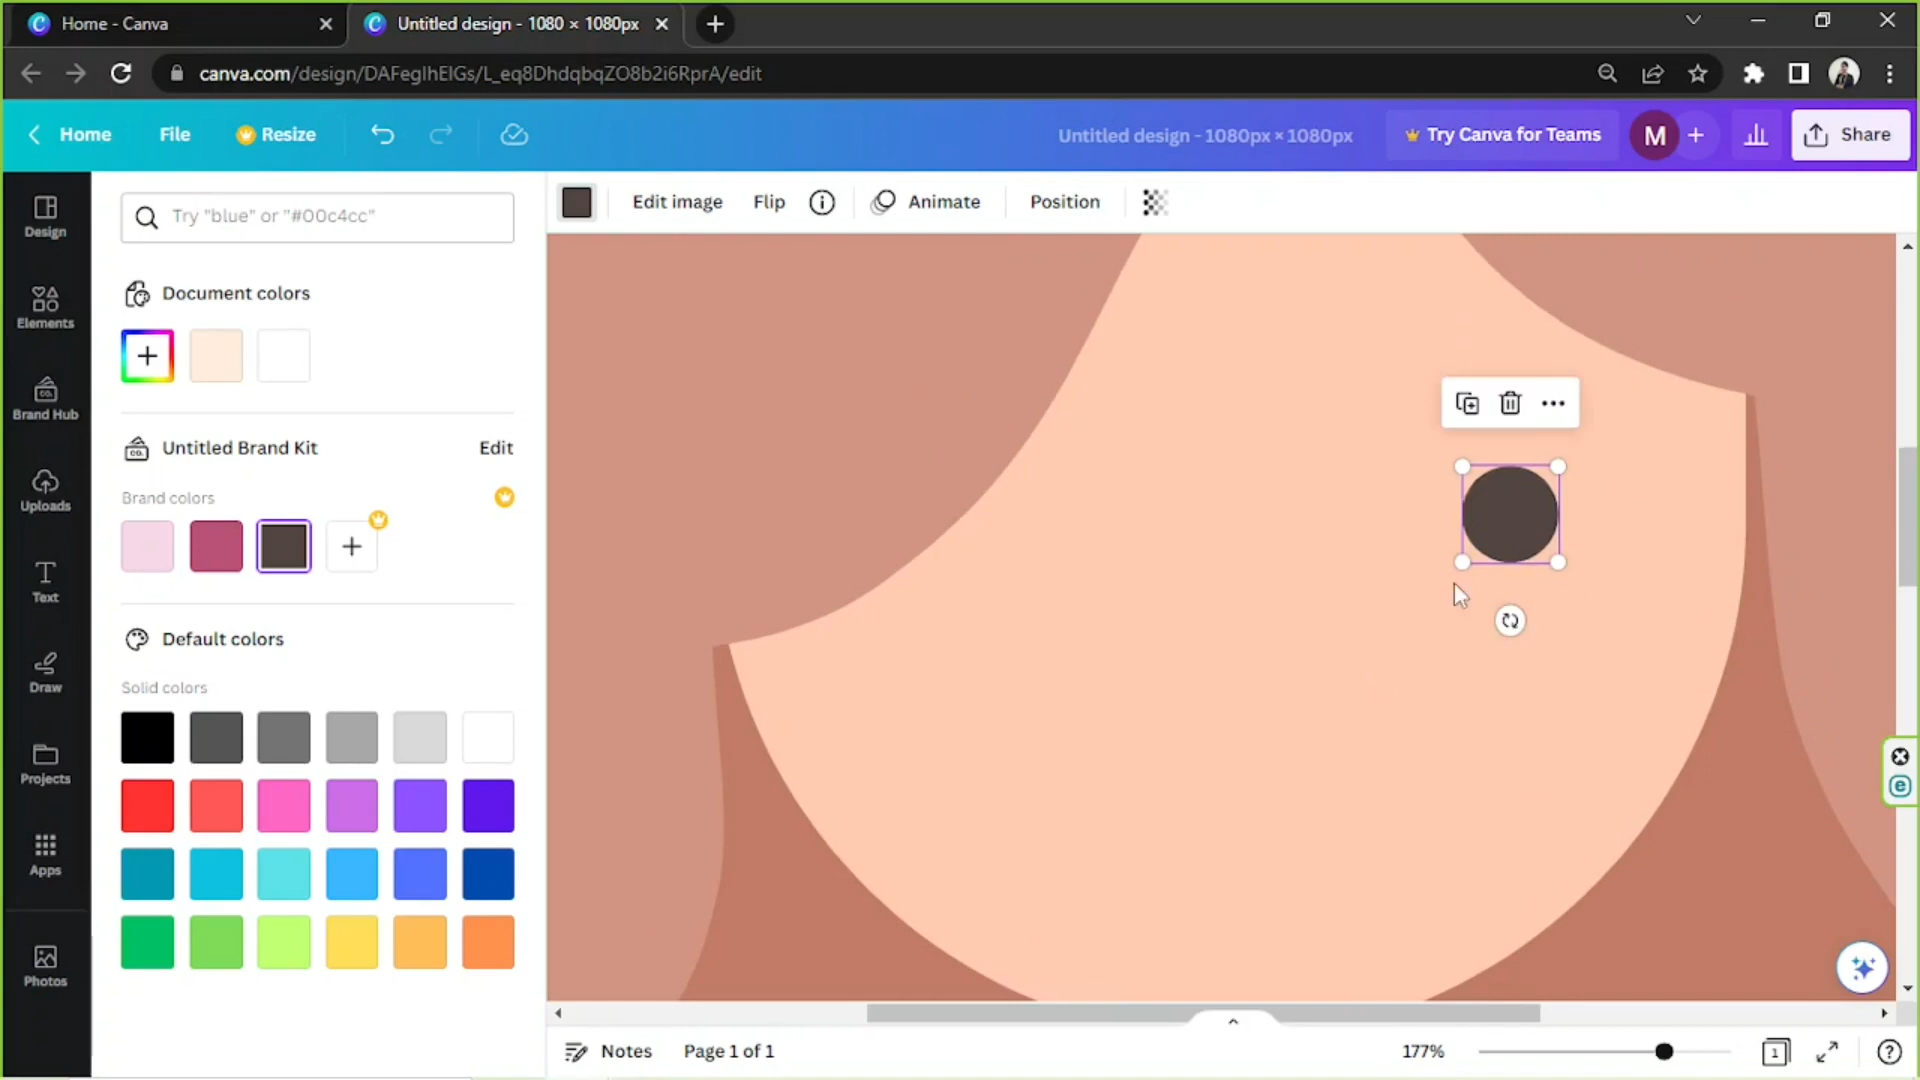 Home - Canva
Untitled design - 1080 × 1080px
canva.com/design/DAFegIhEIGs/L_eq8DhdqbqZO8b2i6RprA/edit
Home File Resize
Untitled design - 1080px × 1080px
Try Canva for Teams
M
Share
Design
Elements
Brand Hub
Uploads
Text
Draw
Projects
Apps
Photos
Try "blue" or "#00c4cc"
Document colors
Untitled Brand Kit Edit
Brand colors
Default colors
Solid colors
Edit image Flip Animate Position
Notes Page 1 of 1
177%
1